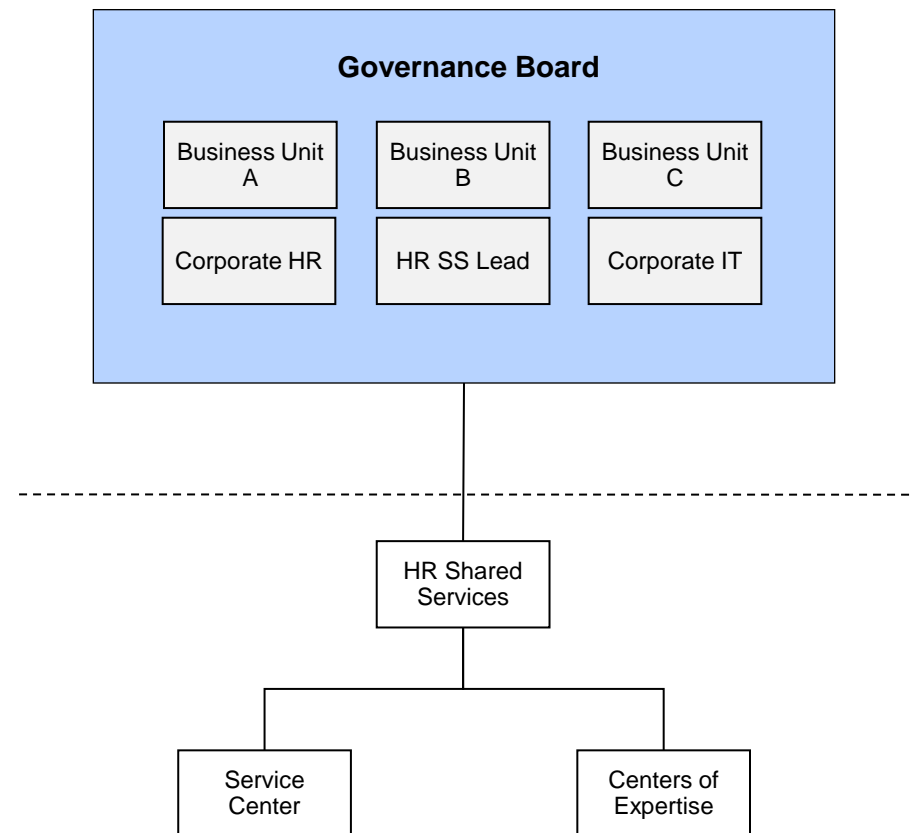 Governance Board
Business Unit
A
Business Unit
B
Business Unit
C
Corporate HR
HR SS Lead
Corporate IT
HR Shared
Services
Service
Center
Centers of
Expertise